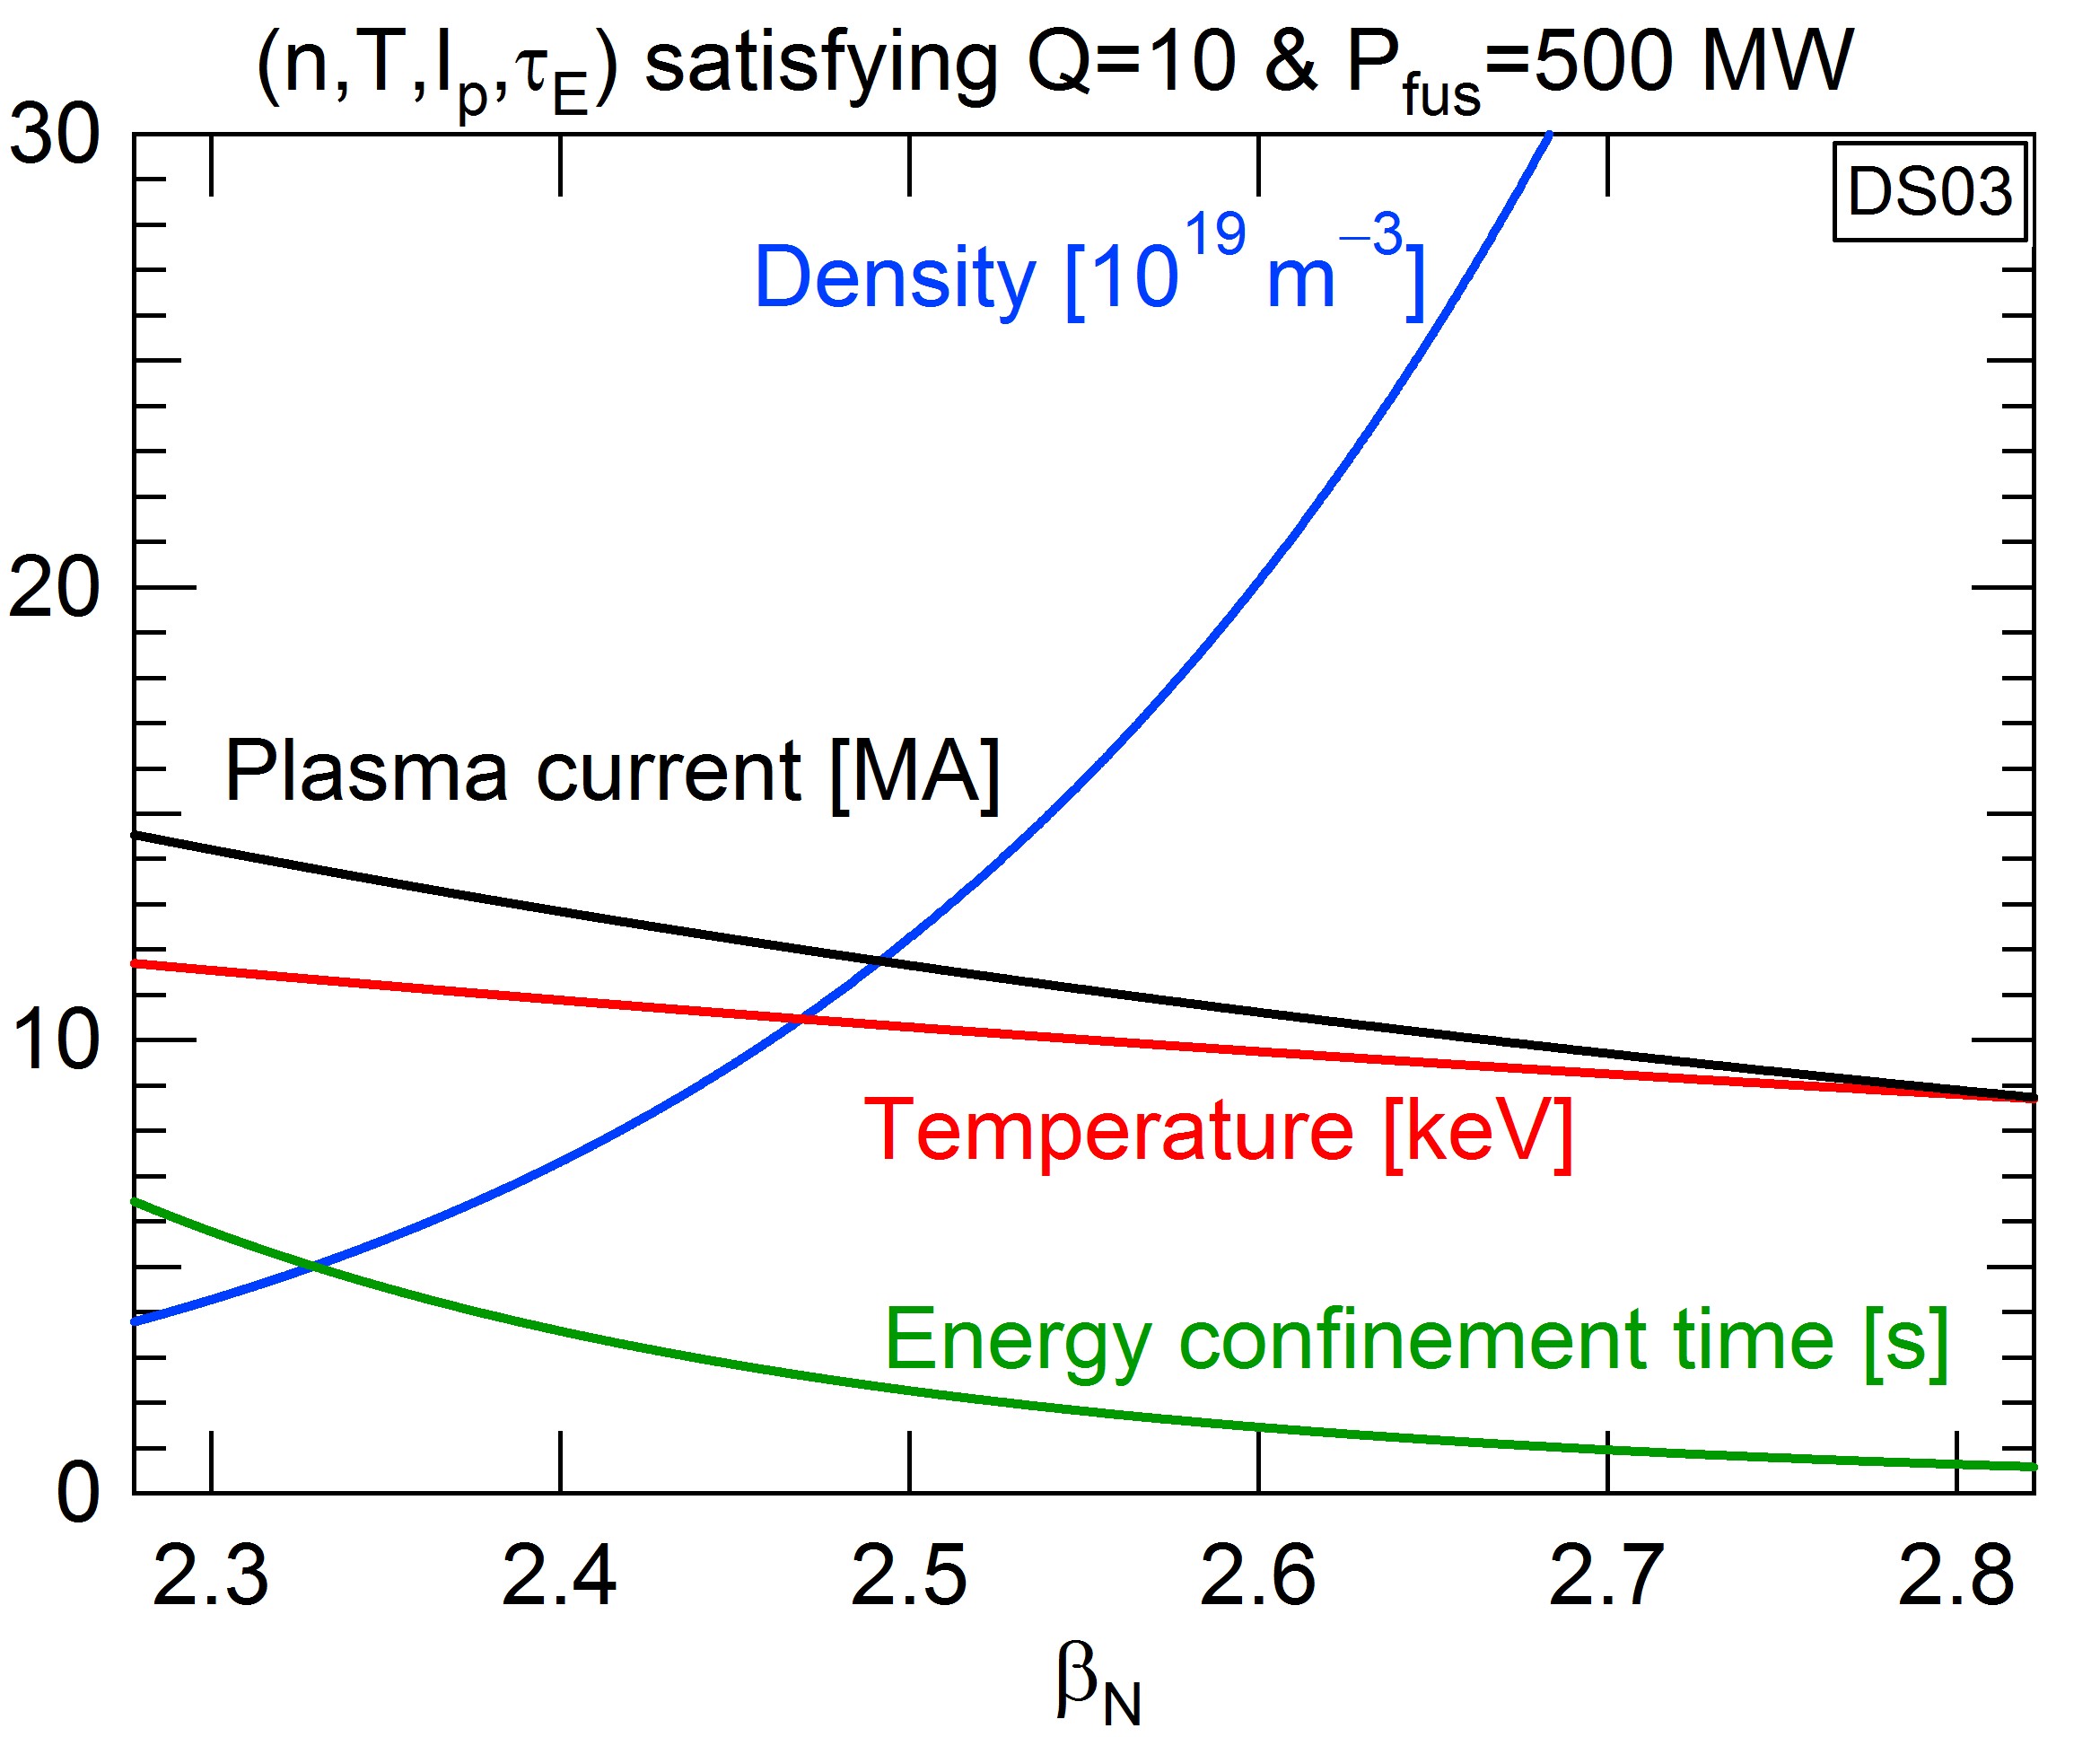 (n,T,Ip,τE) satisfying Q=10 & Pfus=500 MW
30
DS03
Density [10^19 m^−3]
20
Plasma current [MA]
10
Temperature [keV]
Energy confinement time [s]
0
2.3 2.4 2.5 2.6 2.7 2.8
βN